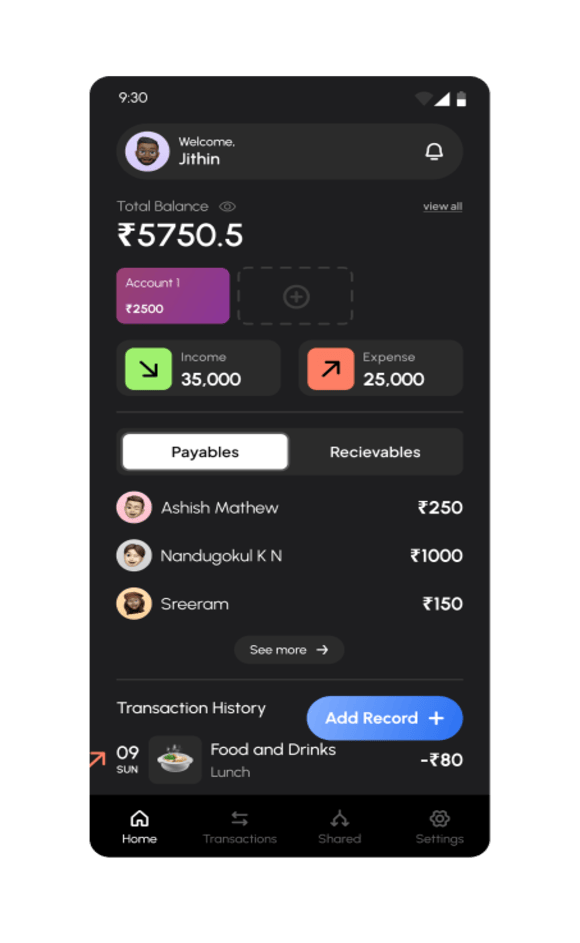 9:30
Welcome,
Jithin
Total Balance
view all
₹5750.5
Account 1
₹2500
Income
35,000
Expense
25,000
Payables
Recievables
Ashish Mathew
₹250
Nandugokul K N
₹1000
Sreeram
₹150
See more
Transaction History
Add Record
09
SUN
Food and Drinks
Lunch
-₹80
Home
Transactions
Shared
Settings